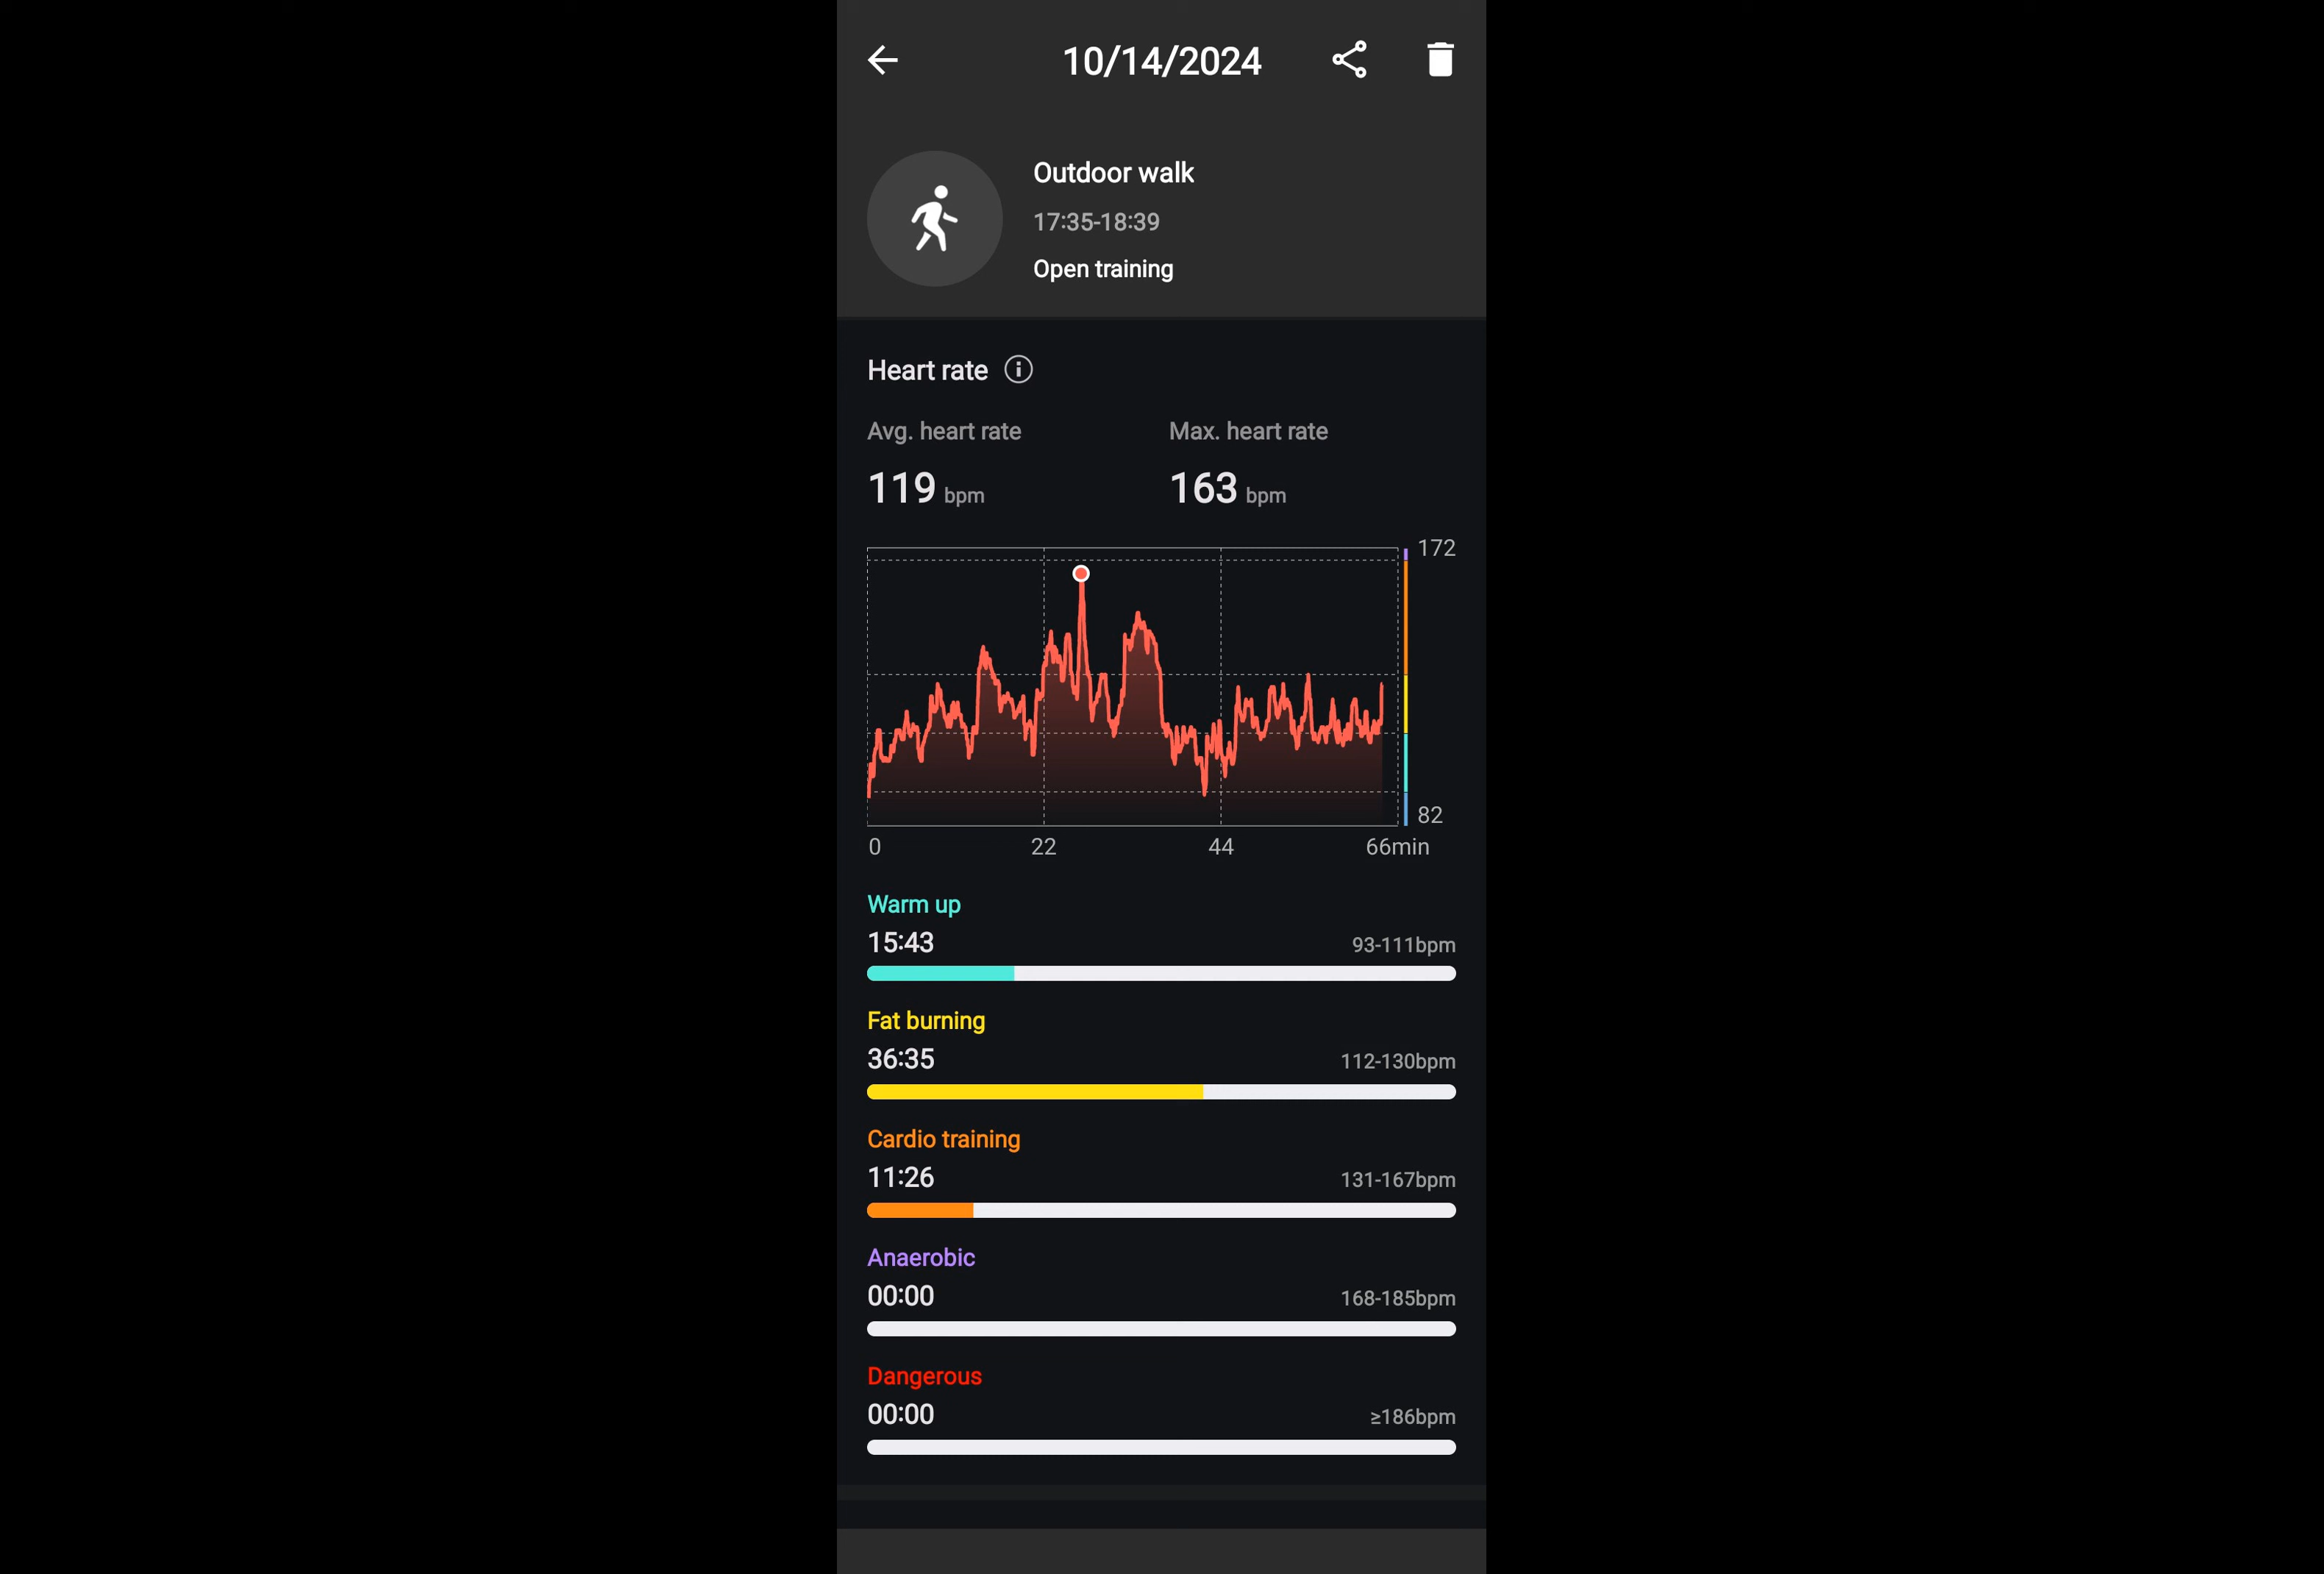 10/14/2024
Outdoor walk
17:35-18:39
Open training
Heart rate
Avg. heart rate Max. heart rate
119 bpm 163 bpm
172
82
0 22 44 66min
Warm up
15:43 93-111bpm
Fat burning
36:35 112-130bpm
Cardio training
11:26 131-167bpm
Anaerobic
00:00 168-185bpm
Dangerous
00:00 ≥186bpm